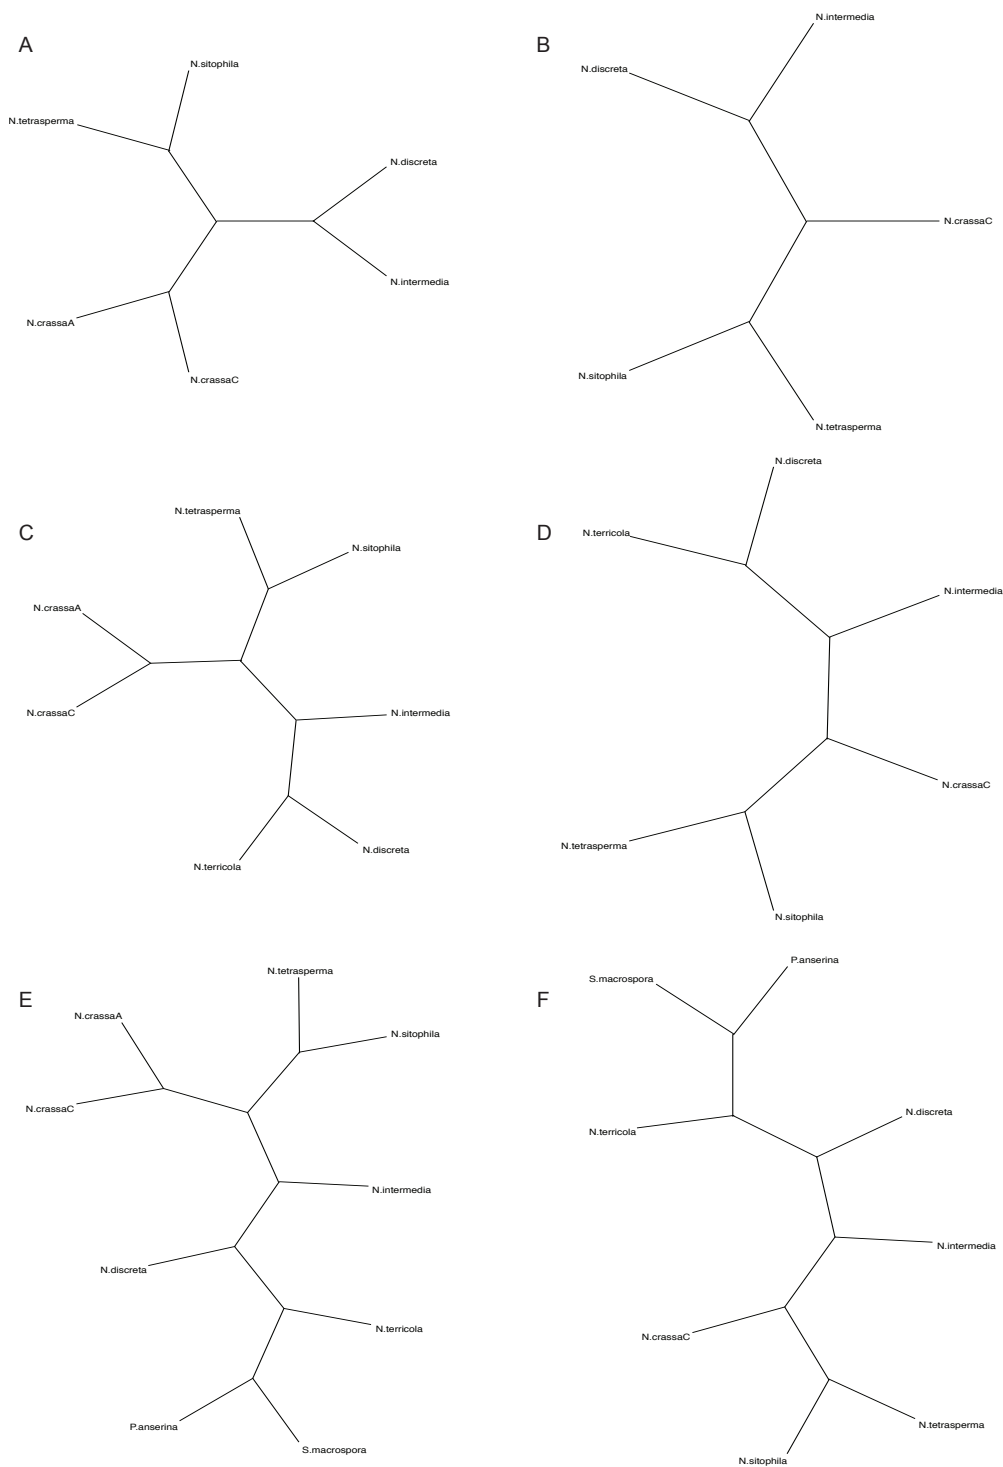 A
N.sitophila
N.tetrasperma
N.discreta
N.intermedia
N.crassaA
N.crassaC
B
N.intermedia
N.discreta
N.crassaC
N.sitophila
N.tetrasperma
C
N.tetrasperma
N.sitophila
N.crassaA
N.crassaC
N.intermedia
N.discreta
N.terricola
D
N.discreta
N.terricola
N.intermedia
N.crassaC
N.tetrasperma
N.sitophila
E
N.tetrasperma
N.crassaA
N.sitophila
N.crassaC
N.intermedia
N.discreta
N.terricola
P.anserina
S.macrospora
F
P.anserina
S.macrospora
N.discreta
N.terricola
N.intermedia
N.crassaC
N.tetrasperma
N.sitophila